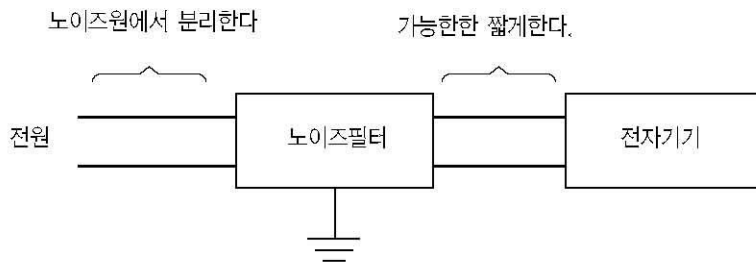 노이즈원에서 분리한다
가능한한 짧게한다.
전원
노이즈필터
전자기기